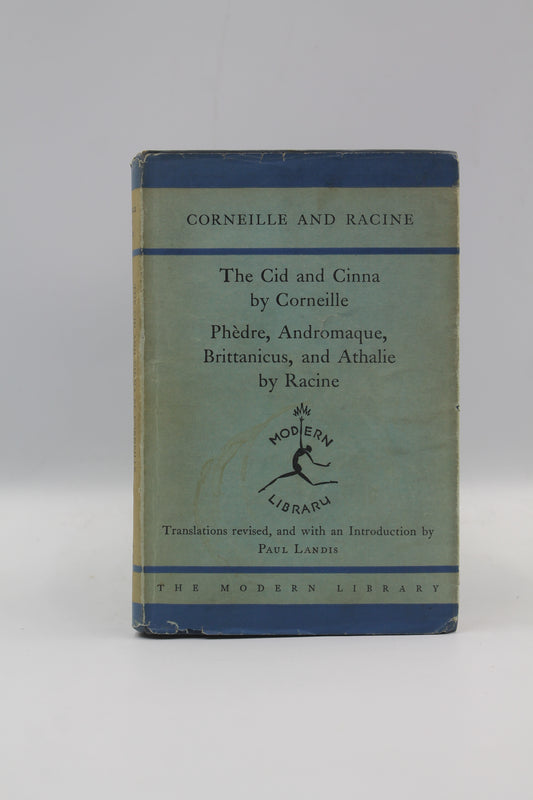 CORNEILLE AND RACINE
The Cid and Cinna
by Corneille
Phèdre, Andromaque,
Brittanicus, and Athalie
by Racine
MODERN
LIBRARY
Translations revised, and with an Introduction by
PAUL LANDIS
THE MODERN LIBRARY